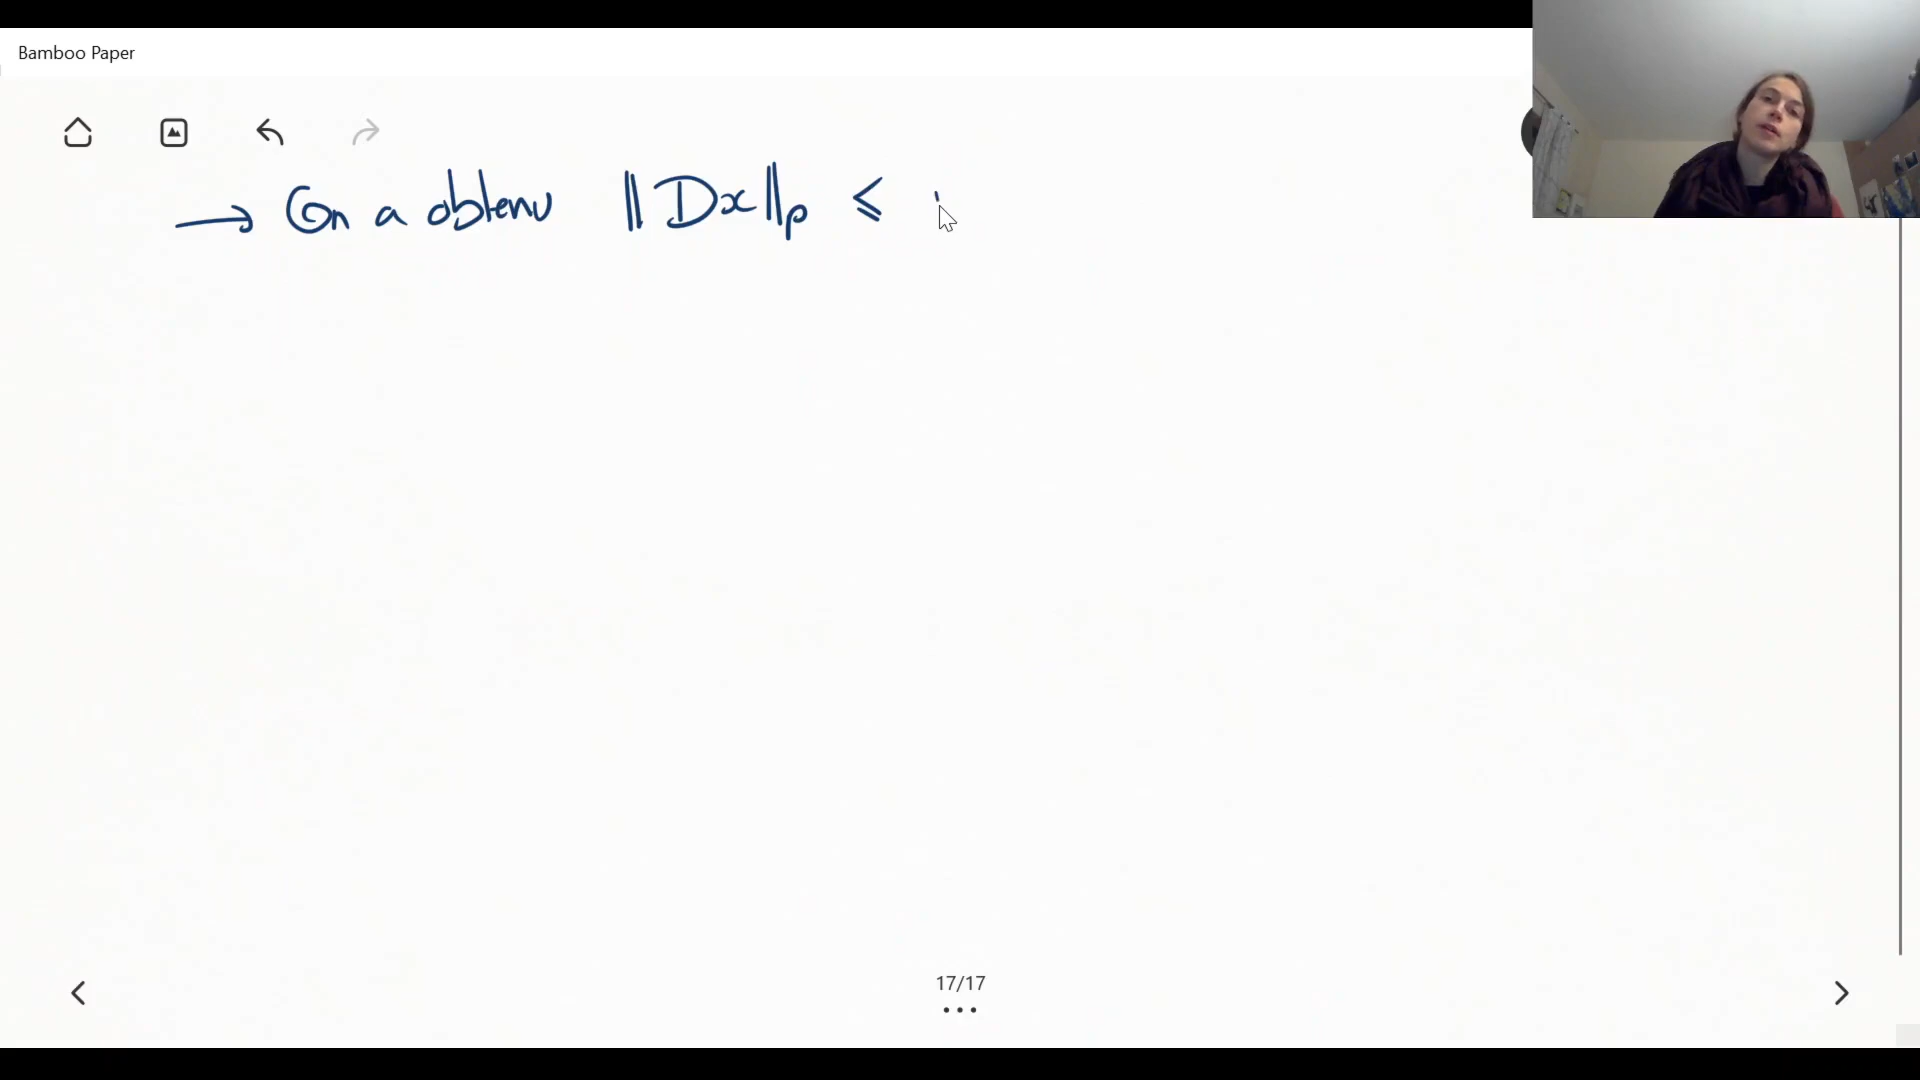 Bamboo Paper
→ On a obtenu ‖Dx‖ₚ ⩽
17/17